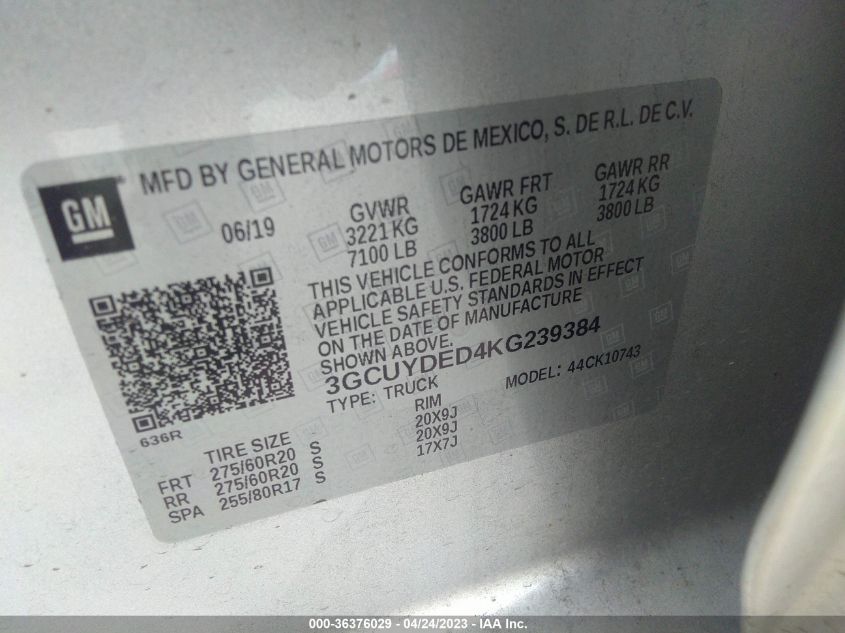 MFD BY GENERAL MOTORS DE MEXICO, S. DE R.L. DE C.V.
GM
06/19
GVWR
3221 KG
7100 LB
GAWR FRT
1724 KG
3800 LB
GAWR RR
1724 KG
3800 LB
THIS VEHICLE CONFORMS TO ALL
APPLICABLE U.S. FEDERAL MOTOR
VEHICLE SAFETY STANDARDS IN EFFECT
ON THE DATE OF MANUFACTURE
SHOWN ABOVE.
3GCUYDED4KG239384
TYPE: TRUCK
MODEL: 44CK10743
636R
TIRE SIZE
RIM
FRT 275/60R20 S 20X9J
RR 275/60R20 S 20X9J
SPA 255/80R17 S 17X7J
000-36376029 - 04/24/2023 - Copart, Inc.